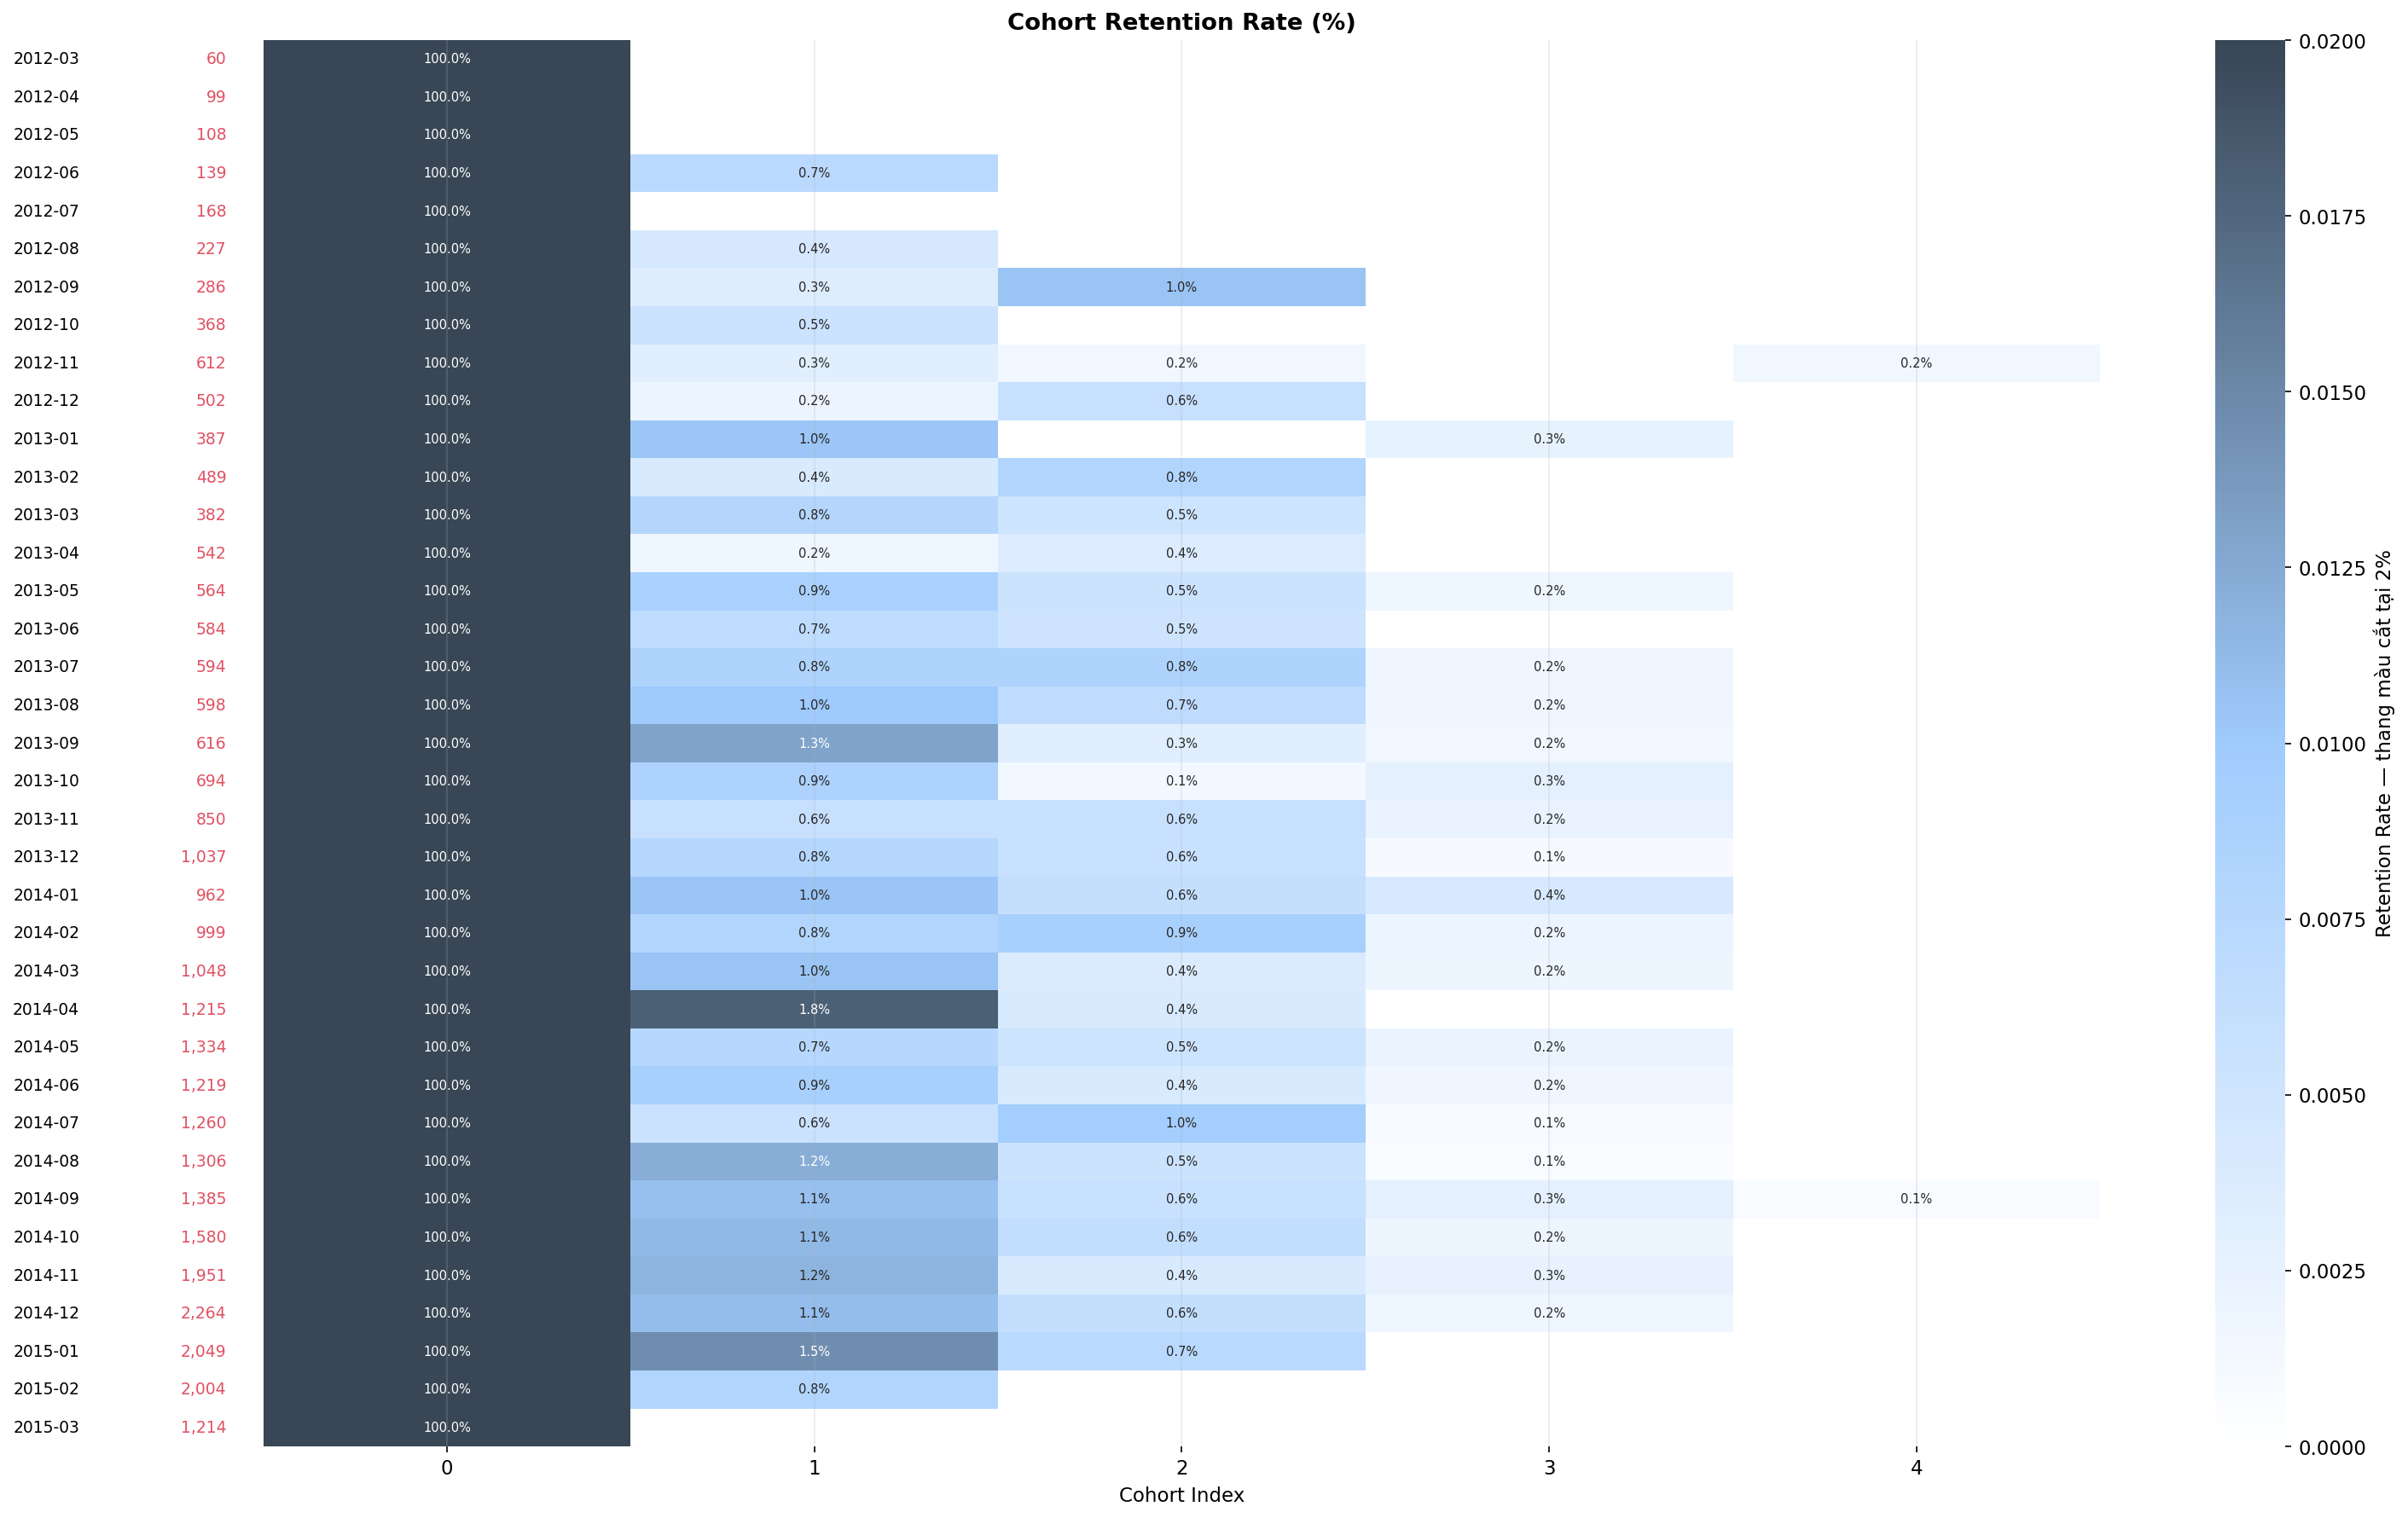 Cohort Retention Rate (%)
2012-03 60 100.0%
2012-04 99 100.0%
2012-05 108 100.0%
2012-06 139 100.0% 0.7%
2012-07 168 100.0%
2012-08 227 100.0% 0.4%
2012-09 286 100.0% 0.3% 1.0%
2012-10 368 100.0% 0.5%
2012-11 612 100.0% 0.3% 0.2% 0.2%
2012-12 502 100.0% 0.2% 0.6%
2013-01 387 100.0% 1.0% 0.3%
2013-02 489 100.0% 0.4% 0.8%
2013-03 382 100.0% 0.8% 0.5%
2013-04 542 100.0% 0.2% 0.4%
2013-05 564 100.0% 0.9% 0.5% 0.2%
2013-06 584 100.0% 0.7% 0.5%
2013-07 594 100.0% 0.8% 0.8% 0.2%
2013-08 598 100.0% 1.0% 0.7% 0.2%
2013-09 616 100.0% 1.3% 0.3% 0.2%
2013-10 694 100.0% 0.9% 0.1% 0.3%
2013-11 850 100.0% 0.6% 0.6% 0.2%
2013-12 1,037 100.0% 0.8% 0.6% 0.1%
2014-01 962 100.0% 1.0% 0.6% 0.4%
2014-02 999 100.0% 0.8% 0.9% 0.2%
2014-03 1,048 100.0% 1.0% 0.4% 0.2%
2014-04 1,215 100.0% 1.8% 0.4%
2014-05 1,334 100.0% 0.7% 0.5% 0.2%
2014-06 1,219 100.0% 0.9% 0.4% 0.2%
2014-07 1,260 100.0% 0.6% 1.0% 0.1%
2014-08 1,306 100.0% 1.2% 0.5% 0.1%
2014-09 1,385 100.0% 1.1% 0.6% 0.3% 0.1%
2014-10 1,580 100.0% 1.1% 0.6% 0.2%
2014-11 1,951 100.0% 1.2% 0.4% 0.3%
2014-12 2,264 100.0% 1.1% 0.6% 0.2%
2015-01 2,049 100.0% 1.5% 0.7%
2015-02 2,004 100.0% 0.8%
2015-03 1,214 100.0%
0 1 2 3 4
Cohort Index
0.0200
0.0175
0.0150
0.0125
0.0100
0.0075
0.0050
0.0025
0.0000
Retention Rate — thang màu cắt tại 2%